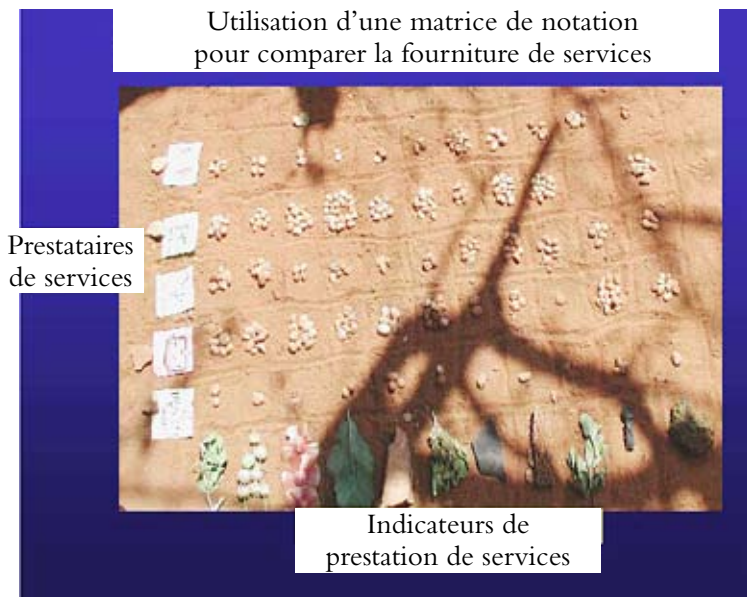 Utilisation d’une matrice de notation
pour comparer la fourniture de services
Prestataires
de services
Indicateurs de
prestation de services